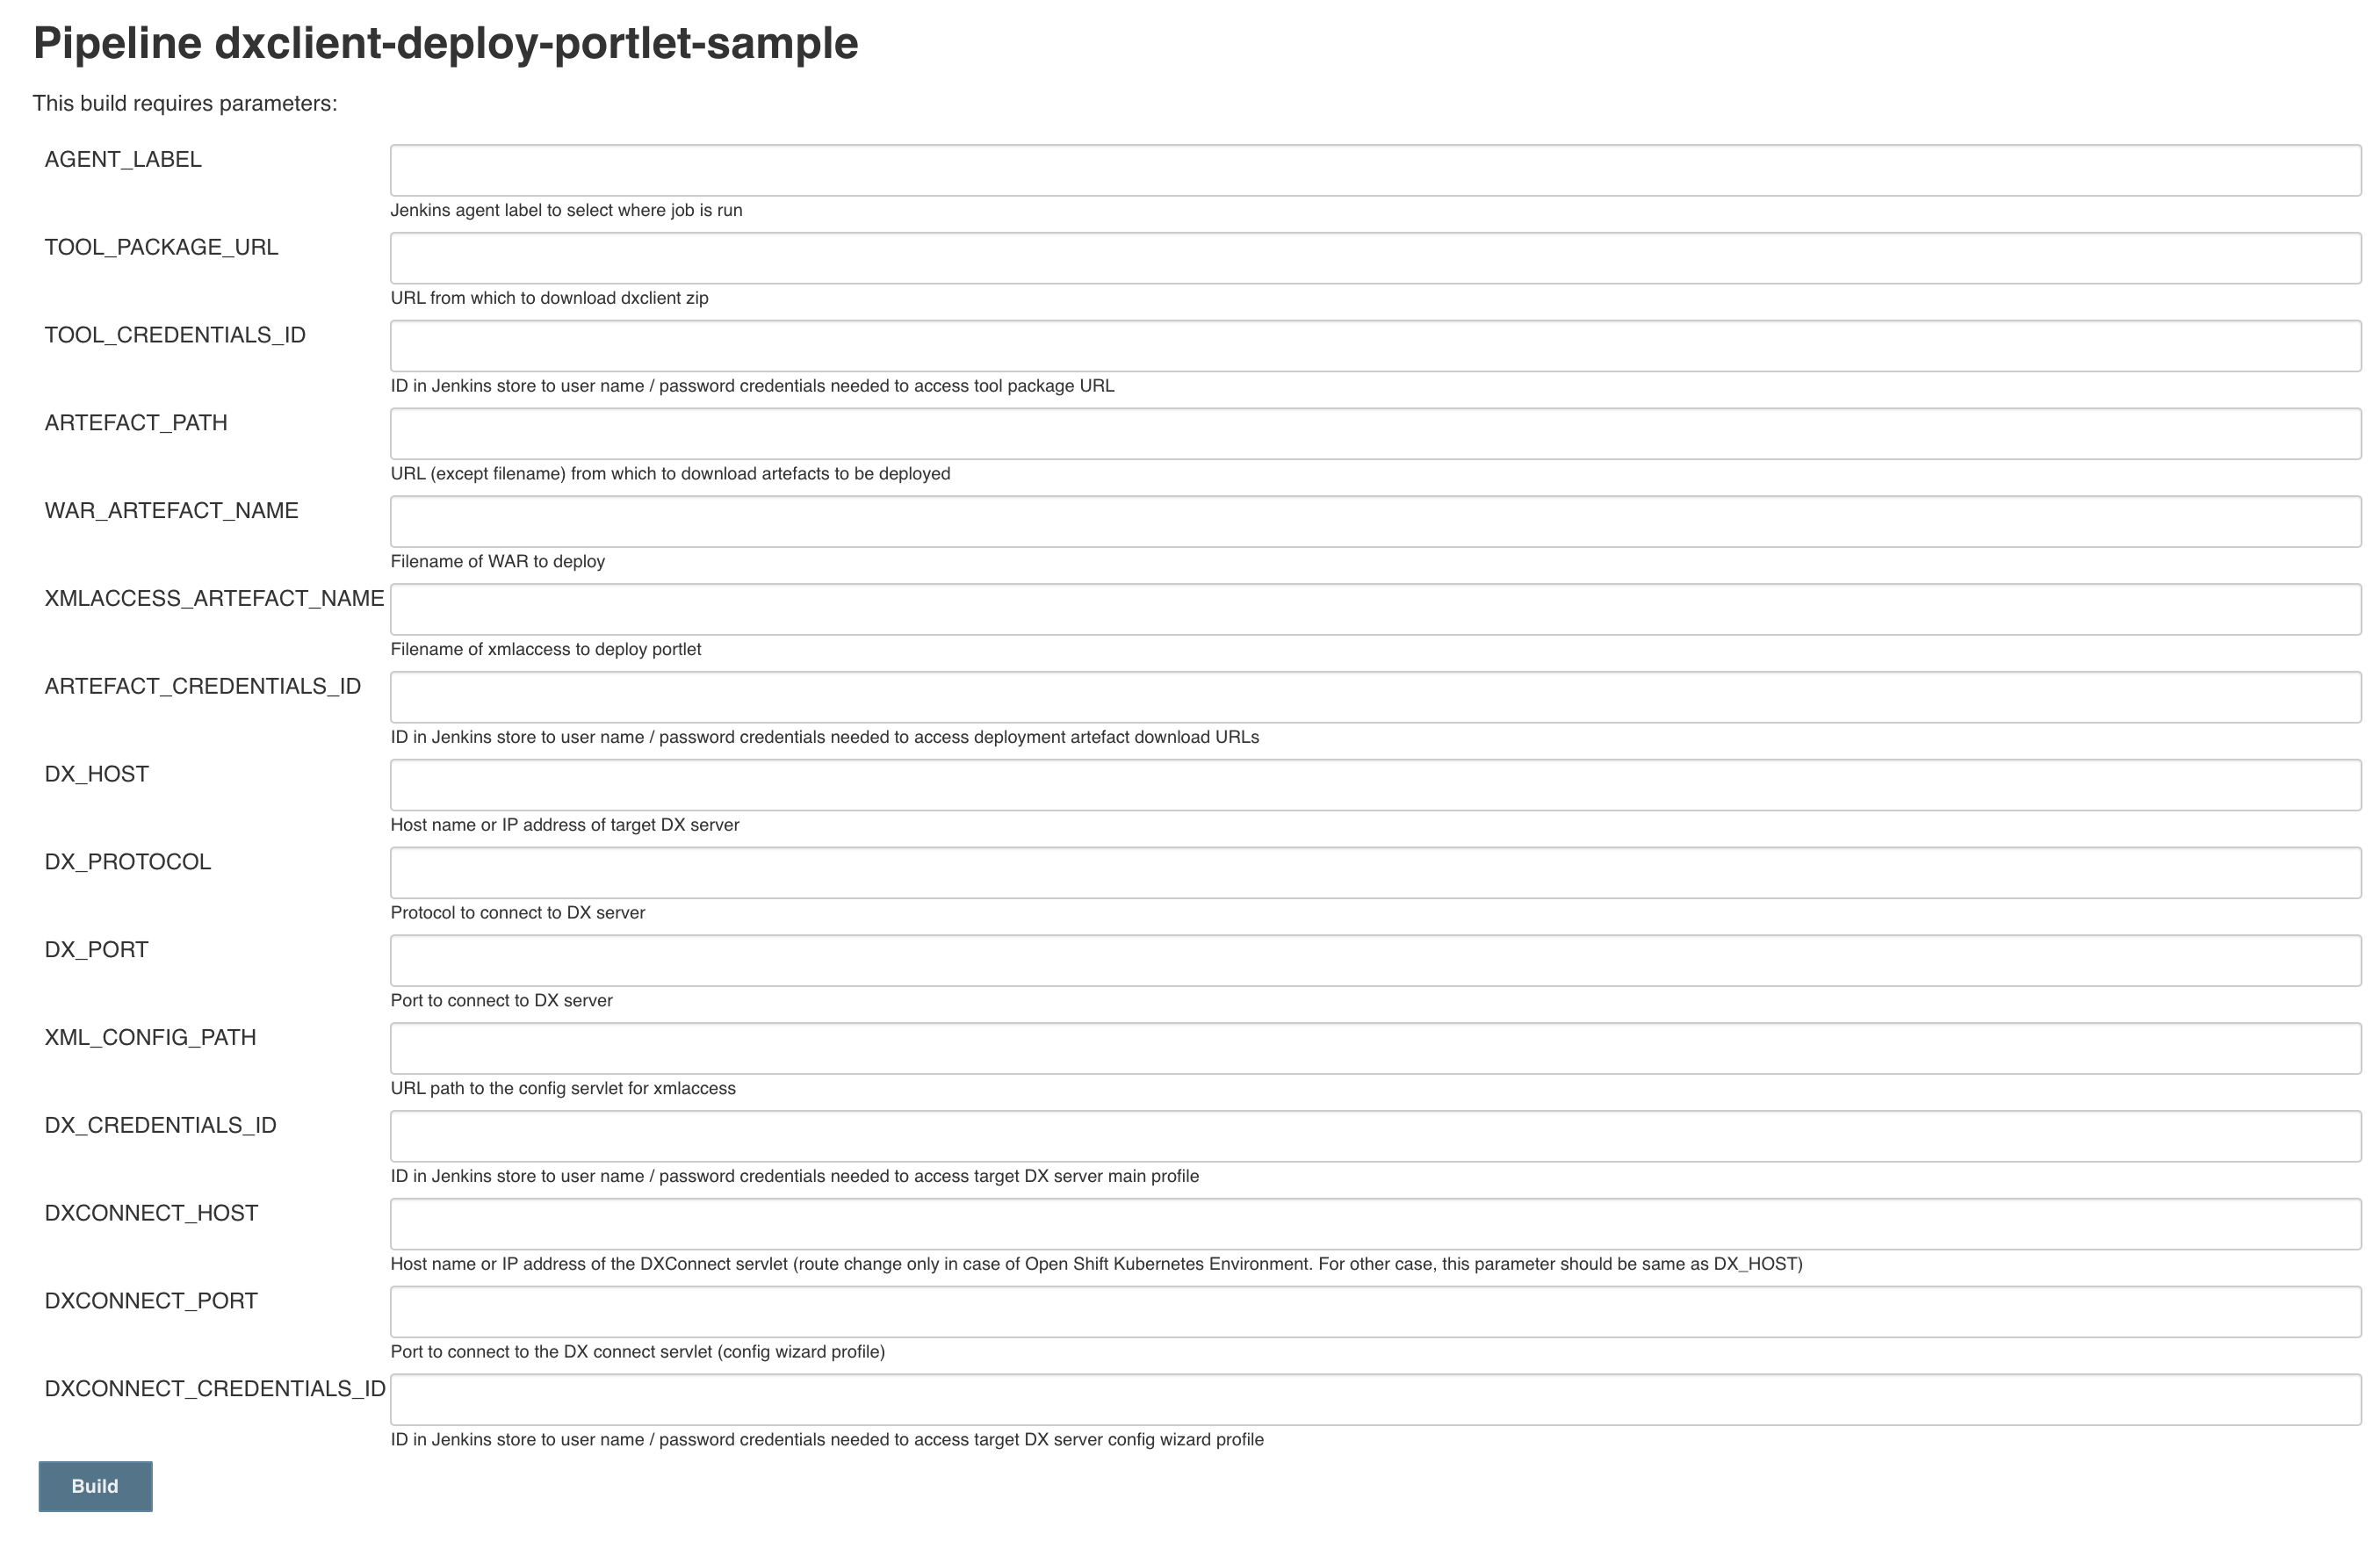 Pipeline dxclient-deploy-portlet-sample
This build requires parameters:
AGENT_LABEL
Jenkins agent label to select where job is run
TOOL_PACKAGE_URL
URL from which to download dxclient zip
TOOL_CREDENTIALS_ID
ID in Jenkins store to user name / password credentials needed to access tool package URL
ARTEFACT_PATH
URL (except filename) from which to download artefacts to be deployed
WAR_ARTEFACT_NAME
Filename of WAR to deploy
XMLACCESS_ARTEFACT_NAME
Filename of xmlaccess to deploy portlet
ARTEFACT_CREDENTIALS_ID
ID in Jenkins store to user name / password credentials needed to access deployment artefact download URLs
DX_HOST
Host name or IP address of target DX server
DX_PROTOCOL
Protocol to connect to DX server
DX_PORT
Port to connect to DX server
XML_CONFIG_PATH
URL path to the config servlet for xmlaccess
DX_CREDENTIALS_ID
ID in Jenkins store to user name / password credentials needed to access target DX server main profile
DXCONNECT_HOST
Host name or IP address of the DXConnect servlet (route change only in case of Open Shift Kubernetes Environment. For other case, this parameter should be same as DX_HOST)
DXCONNECT_PORT
Port to connect to the DX connect servlet (config wizard profile)
DXCONNECT_CREDENTIALS_ID
ID in Jenkins store to user name / password credentials needed to access target DX server config wizard profile
Build